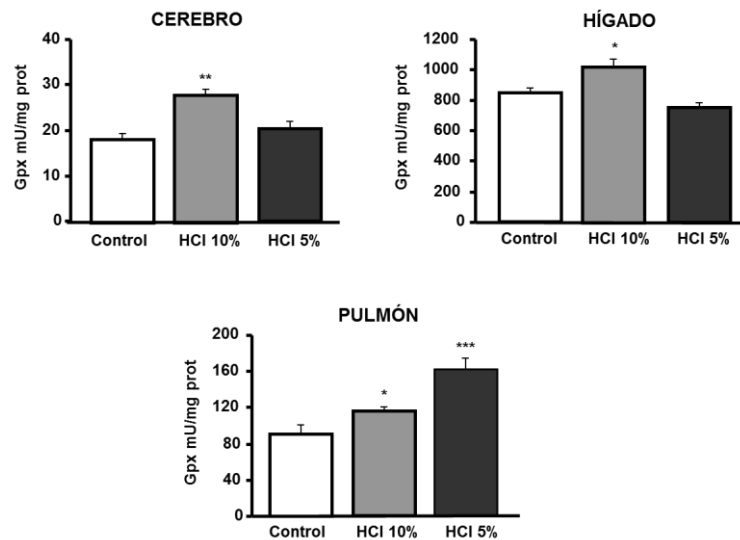 CEREBRO
Gpx mU/mg prot
40
30
20
10
0
**
Control HCl 10% HCl 5%
HÍGADO
Gpx mU/mg prot
1200
1000
800
600
400
200
0
*
Control HCl 10% HCl 5%
PULMÓN
Gpx mU/mg prot
200
160
120
80
40
0
*
***
Control HCl 10% HCl 5%